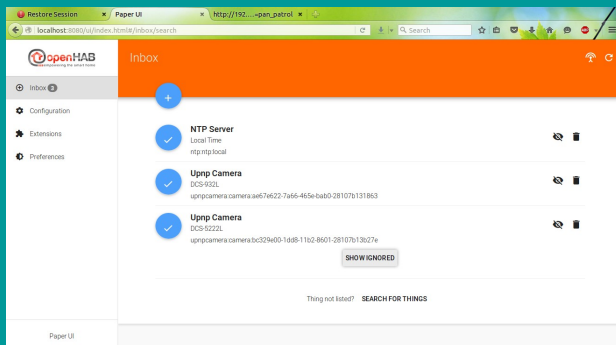 Restore Session
Paper UI
http://192....=pan_patrol
localhost:8080/ui/index.html#/inbox/search
Search
openHAB
empowering the smart home
Inbox
Inbox 3
Configuration
Extensions
Preferences
NTP Server
Local Time
ntp:ntp:local
Upnp Camera
DCS-932L
upnpcamera:camera:ae67e622-7a66-465e-bab0-28107b131863
Upnp Camera
DCS-5222L
upnpcamera:camera:bc329e00-1dd8-11b2-8601-28107b13b27e
SHOW IGNORED
Thing not listed? SEARCH FOR THINGS
Paper UI